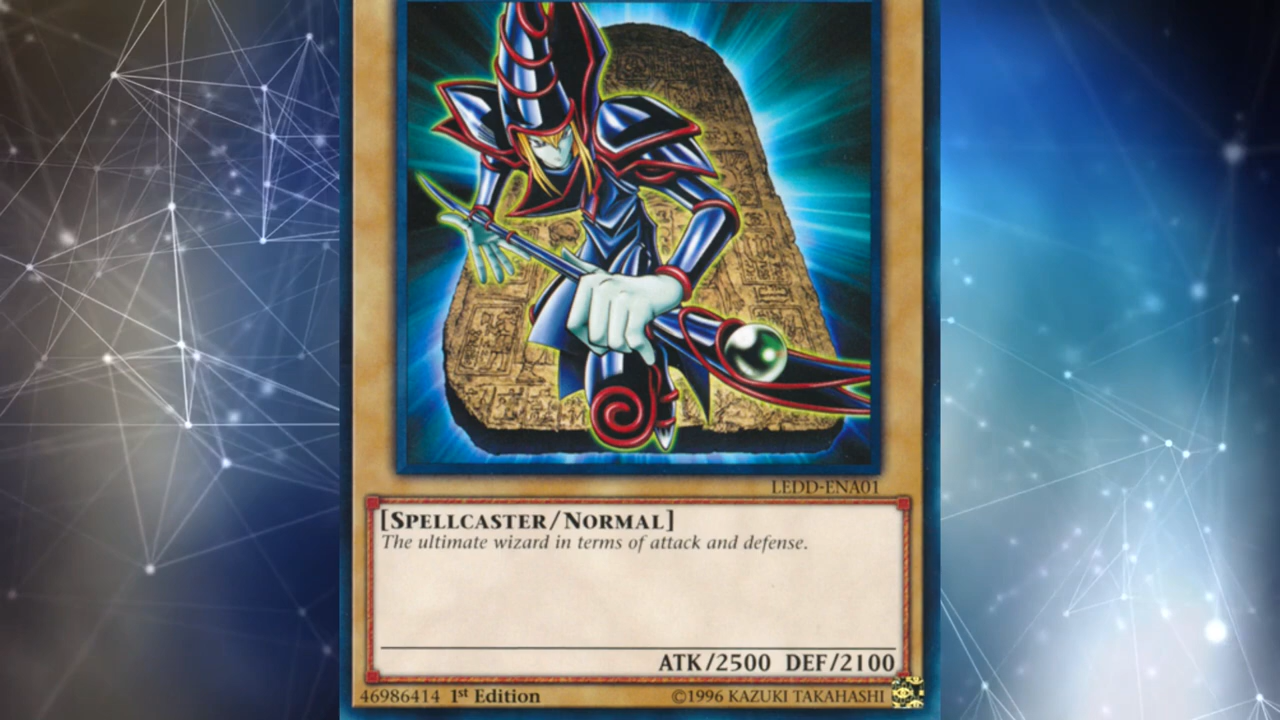 LEDD-ENA01
[SPELLCASTER/NORMAL]
The ultimate wizard in terms of attack and defense.
ATK/2500 DEF/2100
46986414 1st Edition ©1996 KAZUKI TAKAHASHI